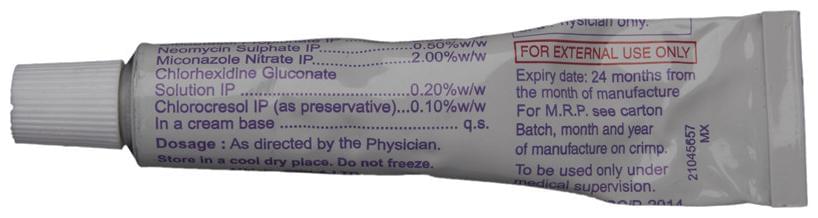 Neomycin Sulphate IP................0.50%w/w
Miconazole Nitrate IP................2.00%w/w
Chlorhexidine Gluconate
Solution IP ..............................0.20%w/w
Chlorocresol IP (as preservative)...0.10%w/w
In a cream base ................................ q.s.
Dosage : As directed by the Physician.
Store in a cool dry place. Do not freeze.
Physician only.
FOR EXTERNAL USE ONLY
Expiry date: 24 months from
the month of manufacture
For M.R.P. see carton
Batch, month and year
of manufacture on crimp.
To be used only under
medical supervision.
21045657
MX